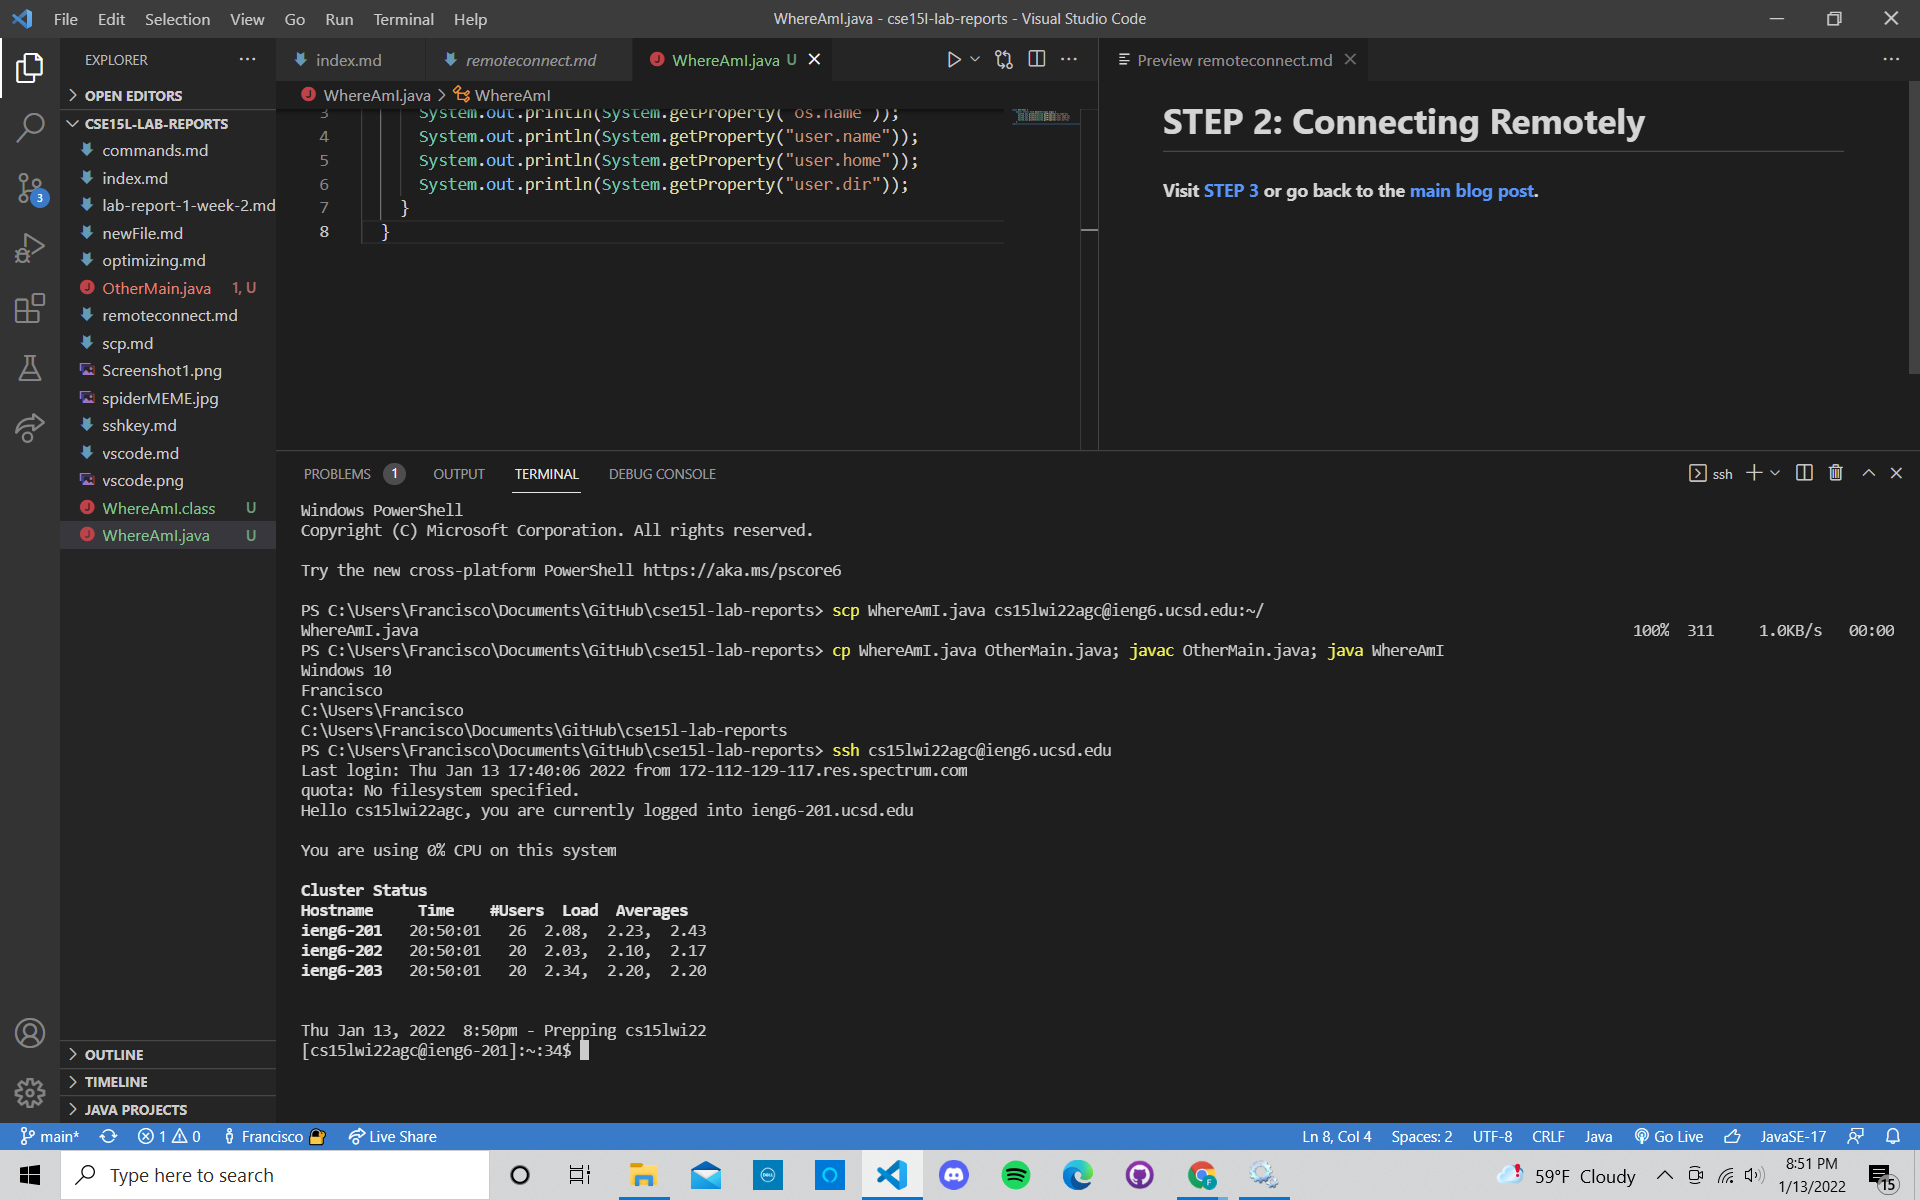 File Edit Selection View Go Run Terminal Help
WhereAmI.java - cse15l-lab-reports - Visual Studio Code
EXPLORER
OPEN EDITORS
CSE15L-LAB-REPORTS
commands.md
index.md
lab-report-1-week-2.md
newFile.md
optimizing.md
OtherMain.java 1, U
remoteconnect.md
scp.md
Screenshot1.png
spiderMEME.jpg
sshkey.md
vscode.md
vscode.png
WhereAmI.class U
WhereAmI.java U
OUTLINE
TIMELINE
JAVA PROJECTS
3
index.md
remoteconnect.md
WhereAmI.java U
WhereAmI.java > WhereAmI
3 System.out.println(System.getProperty("os.name"));
4 System.out.println(System.getProperty("user.name"));
5 System.out.println(System.getProperty("user.home"));
6 System.out.println(System.getProperty("user.dir"));
7 }
8 }
Preview remoteconnect.md
STEP 2: Connecting Remotely
Visit STEP 3 or go back to the main blog post.
PROBLEMS 1 OUTPUT TERMINAL DEBUG CONSOLE
ssh
Windows PowerShell
Copyright (C) Microsoft Corporation. All rights reserved.
Try the new cross-platform PowerShell https://aka.ms/pscore6
PS C:\Users\Francisco\Documents\GitHub\cse15l-lab-reports> scp WhereAmI.java cs15lwi22agc@ieng6.ucsd.edu:~/
WhereAmI.java 100% 311 1.0KB/s 00:00
PS C:\Users\Francisco\Documents\GitHub\cse15l-lab-reports> cp WhereAmI.java OtherMain.java; javac OtherMain.java; java WhereAmI
Windows 10
Francisco
C:\Users\Francisco
C:\Users\Francisco\Documents\GitHub\cse15l-lab-reports
PS C:\Users\Francisco\Documents\GitHub\cse15l-lab-reports> ssh cs15lwi22agc@ieng6.ucsd.edu
Last login: Thu Jan 13 17:40:06 2022 from 172-112-129-117.res.spectrum.com
quota: No filesystem specified.
Hello cs15lwi22agc, you are currently logged into ieng6-201.ucsd.edu
You are using 0% CPU on this system
Cluster Status
Hostname Time #Users Load Averages
ieng6-201 20:50:01 26 2.08, 2.23, 2.43
ieng6-202 20:50:01 20 2.03, 2.10, 2.17
ieng6-203 20:50:01 20 2.34, 2.20, 2.20
Thu Jan 13, 2022 8:50pm - Prepping cs15lwi22
[cs15lwi22agc@ieng6-201]:~:34$
main* 1 0 Francisco Live Share
Ln 8, Col 4 Spaces: 2 UTF-8 CRLF Java Go Live JavaSE-17
Type here to search
DELL
F
59°F Cloudy
8:51 PM
1/13/2022
15